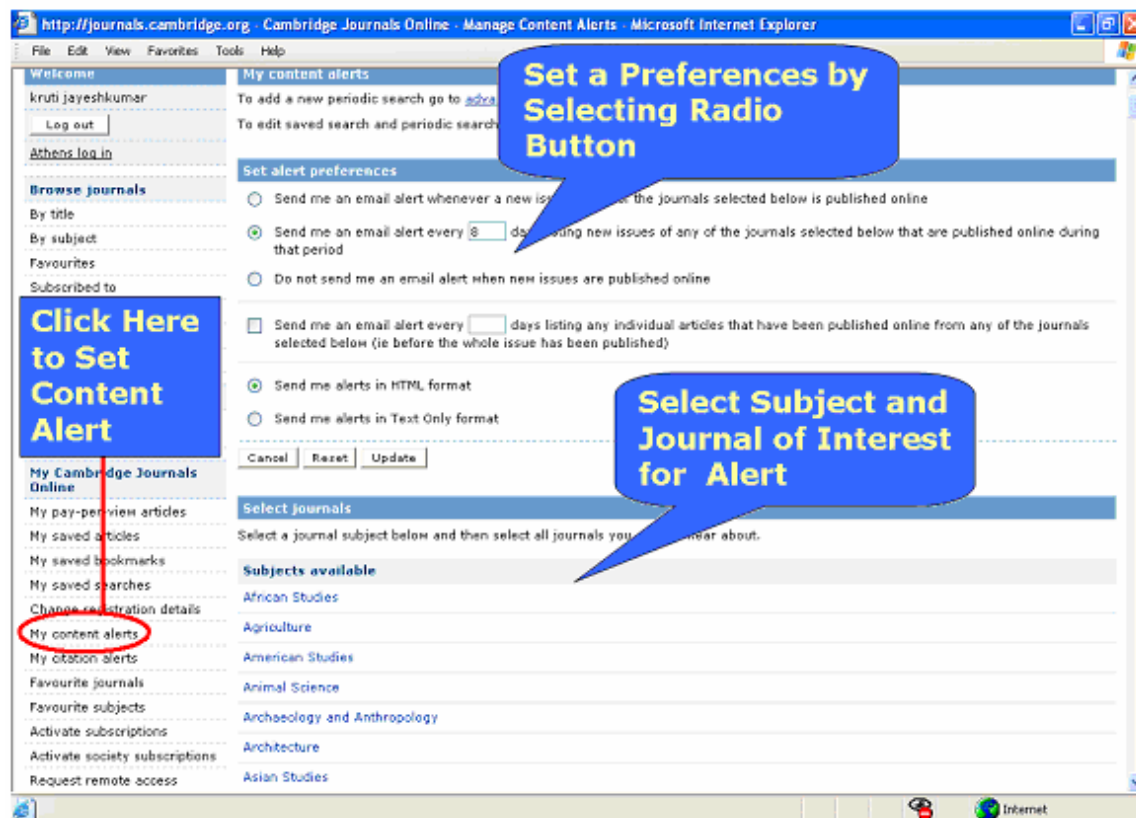 http://journals.cambridge.org - Cambridge Journals Online - Manage Content Alerts - Microsoft Internet Explorer
File Edit View Favorites Tools Help
Welcome
kruti jayeshkumar
Log out
Athens log in
Browse journals
By title
By subject
Favourites
Subscribed to
Click Here
to Set
Content
Alert
My Cambridge Journals
Online
My pay-per-view articles
My saved articles
My saved bookmarks
My saved searches
Change registration details
My content alerts
My citation alerts
Favourite journals
Favourite subjects
Activate subscriptions
Activate society subscriptions
Request remote access
My content alerts
To add a new periodic search go to
To edit saved search and periodic search
Set a Preferences by
Selecting Radio
Button
Set alert preferences
Send me an email alert whenever a new the journals selected below is published online
Send me an email alert every 8 new issues of any of the journals selected below that are published online during
that period
Do not send me an email alert when new issues are published online
Send me an email alert every days listing any individual articles that have been published online from any of the journals
selected below (ie before the whole issue has been published)
Send me alerts in HTML format
Send me alerts in Text Only format
Cancel Reset Update
Select Subject and
Journal of Interest
for Alert
Select journals
Select a journal subject below and then select all journals you hear about.
Subjects available
African Studies
Agriculture
American Studies
Animal Science
Archaeology and Anthropology
Architecture
Asian Studies
Internet